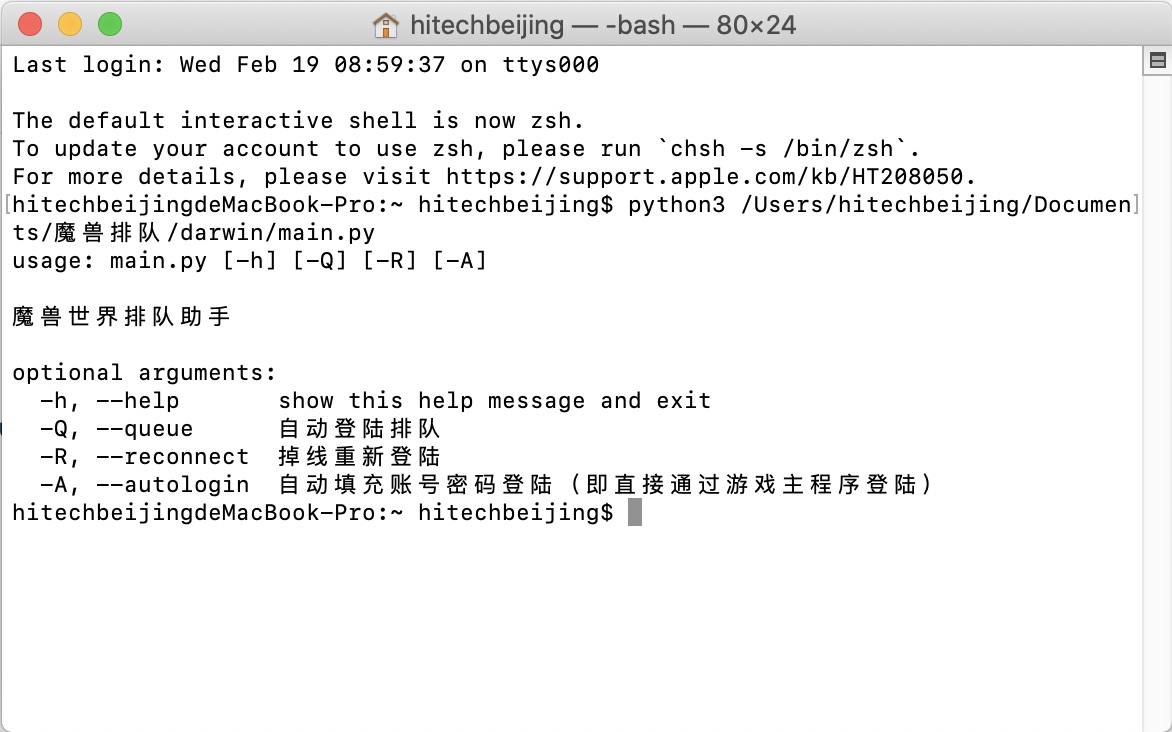 hitechbeijing — -bash — 80×24
Last login: Wed Feb 19 08:59:37 on ttys000
The default interactive shell is now zsh.
To update your account to use zsh, please run `chsh -s /bin/zsh`.
For more details, please visit https://support.apple.com/kb/HT208050.
[hitechbeijingdeMacBook-Pro:~ hitechbeijing$ python3 /Users/hitechbeijing/Documen]
ts/魔兽排队/darwin/main.py
usage: main.py [-h] [-Q] [-R] [-A]
魔兽世界排队助手
optional arguments:
  -h, --help       show this help message and exit
  -Q, --queue      自动登陆排队
  -R, --reconnect  掉线重新登陆
  -A, --autologin  自动填充账号密码登陆（即直接通过游戏主程序登陆）
hitechbeijingdeMacBook-Pro:~ hitechbeijing$